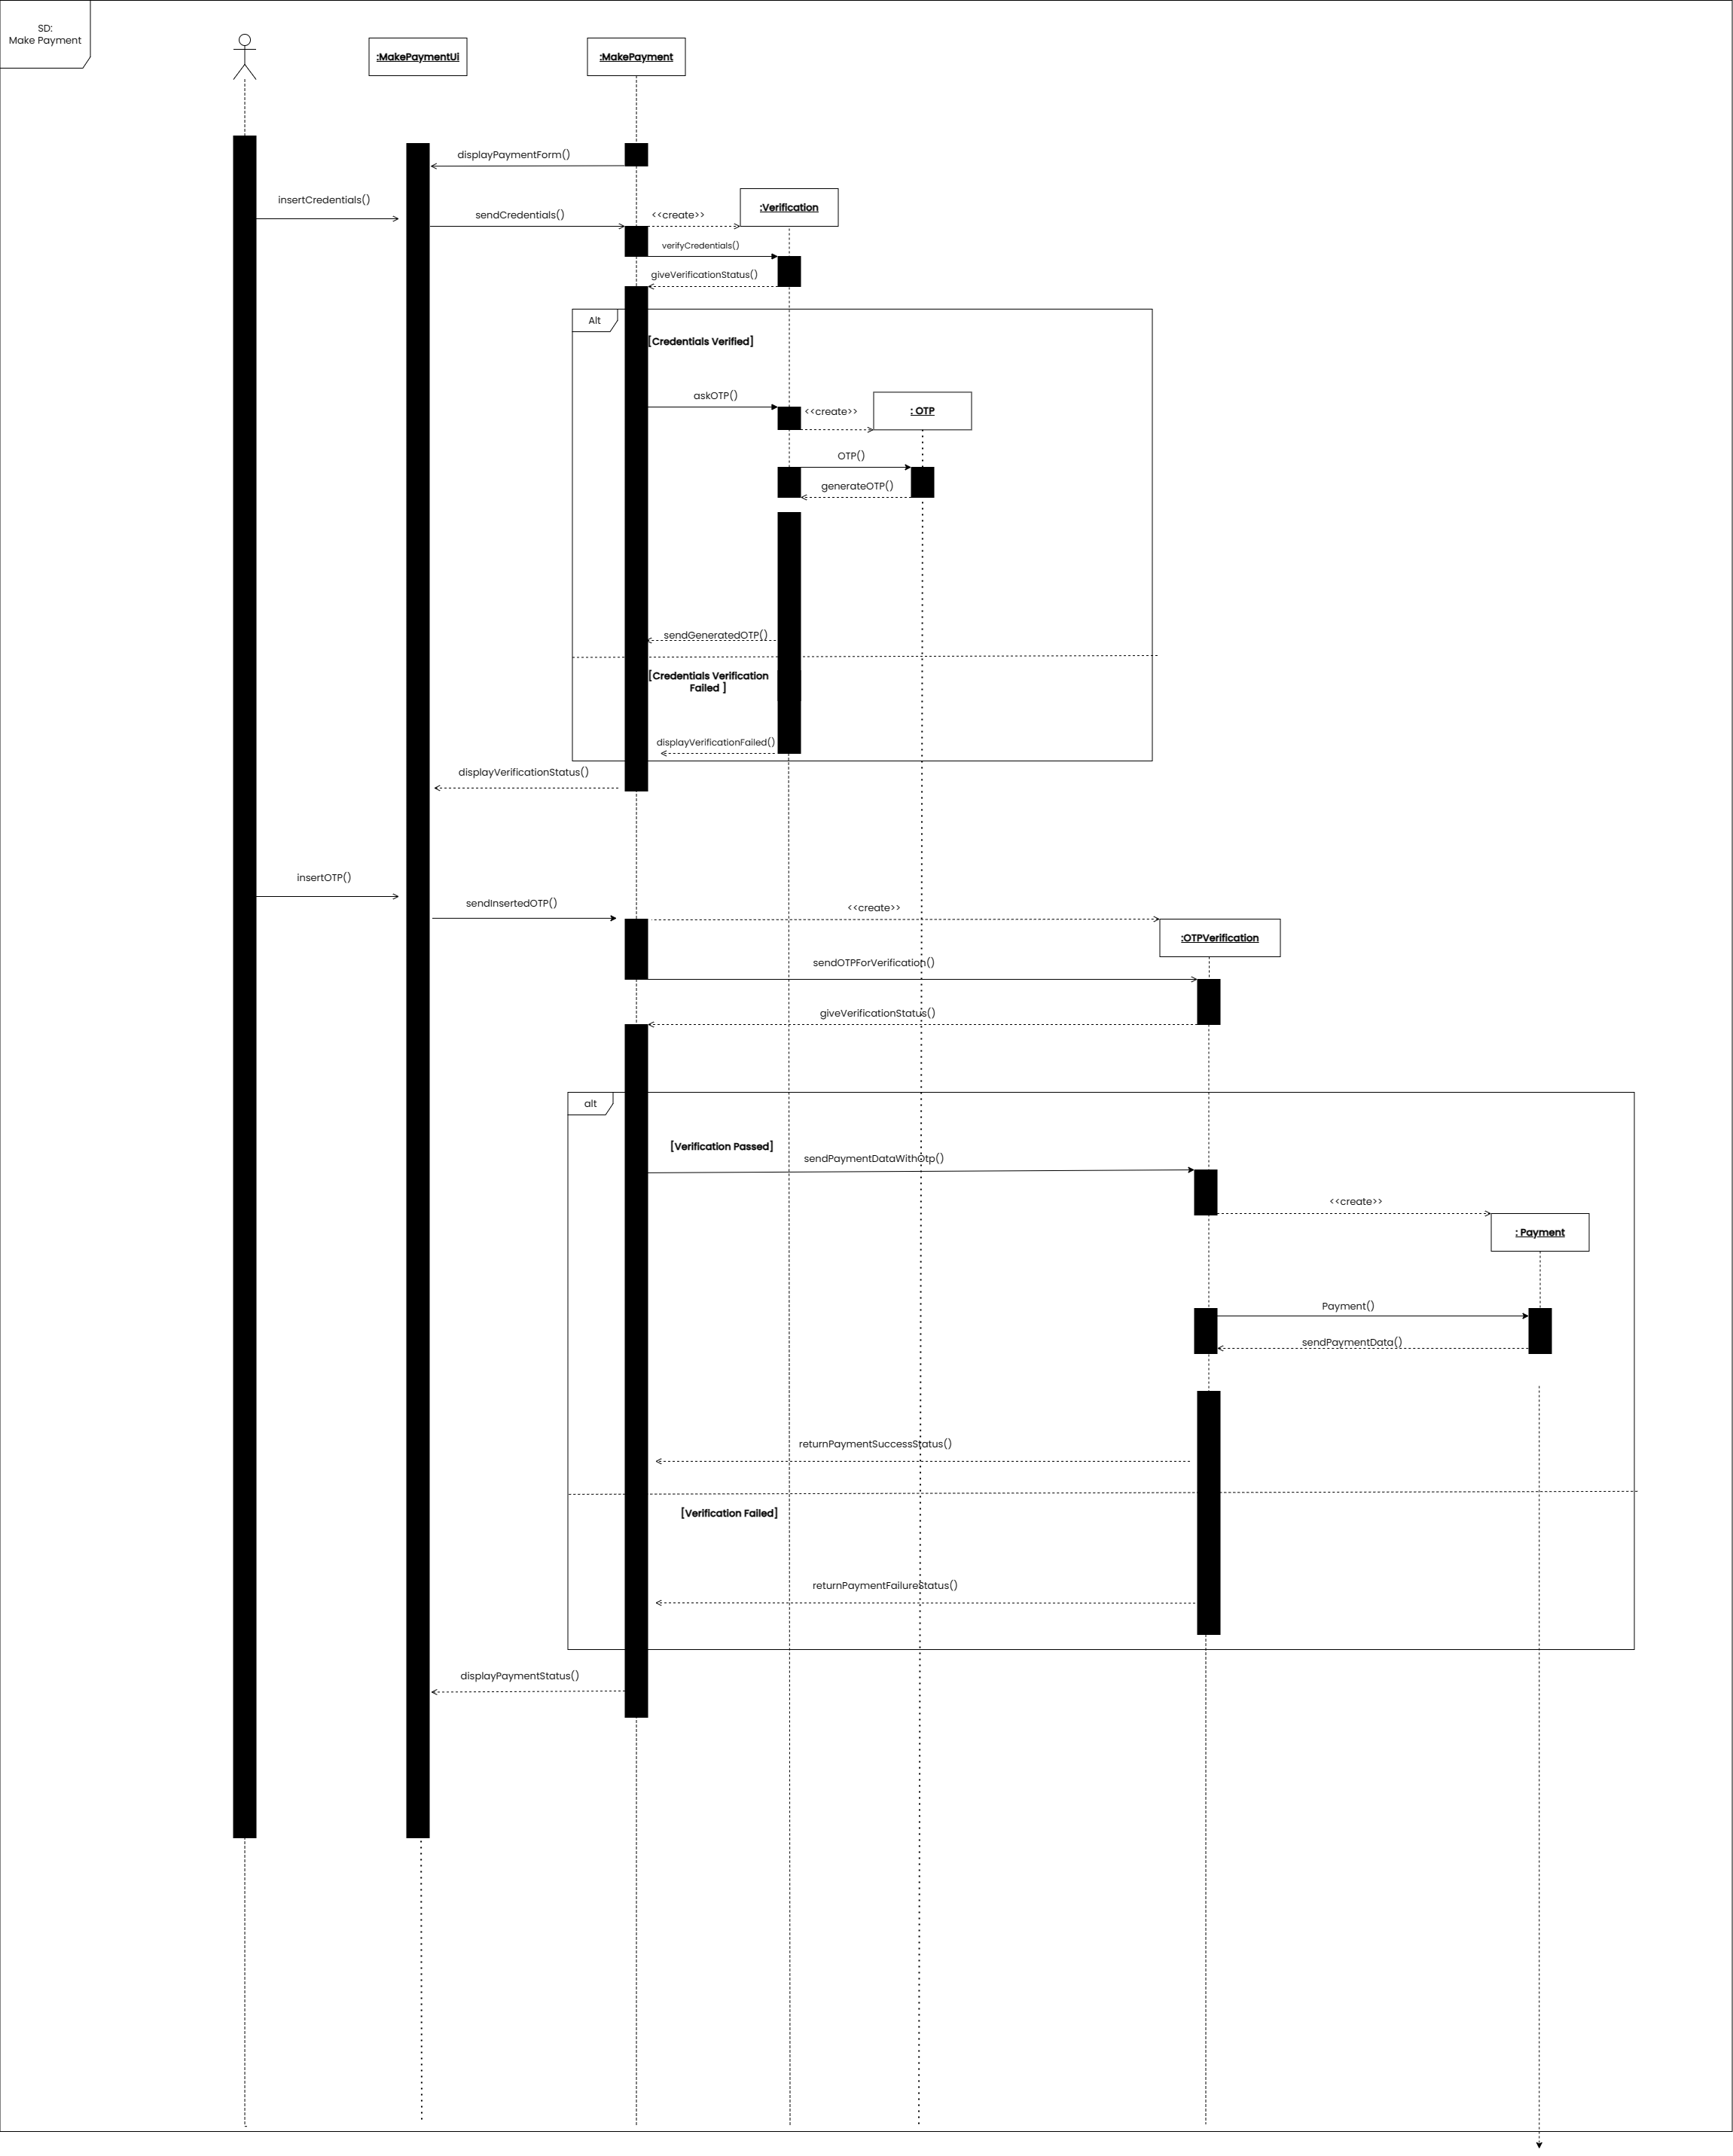 SD:
Make Payment
:MakePaymentUi
:MakePayment
displayPaymentForm()
insertCredentials()
sendCredentials()
<<create>>
:Verification
verifyCredentials()
giveVerificationStatus()
Alt
[Credentials Verified]
askOTP()
<<create>>
: OTP
OTP()
generateOTP()
sendGeneratedOTP()
[Credentials Verification
Failed ]
displayVerificationFailed()
displayVerificationStatus()
insertOTP()
sendInsertedOTP()
<<create>>
:OTPVerification
sendOTPForVerification()
giveVerificationStatus()
alt
[Verification Passed]
sendPaymentDataWithOtp()
<<create>>
: Payment
Payment()
sendPaymentData()
returnPaymentSuccessStatus()
[Verification Failed]
returnPaymentFailureStatus()
displayPaymentStatus()